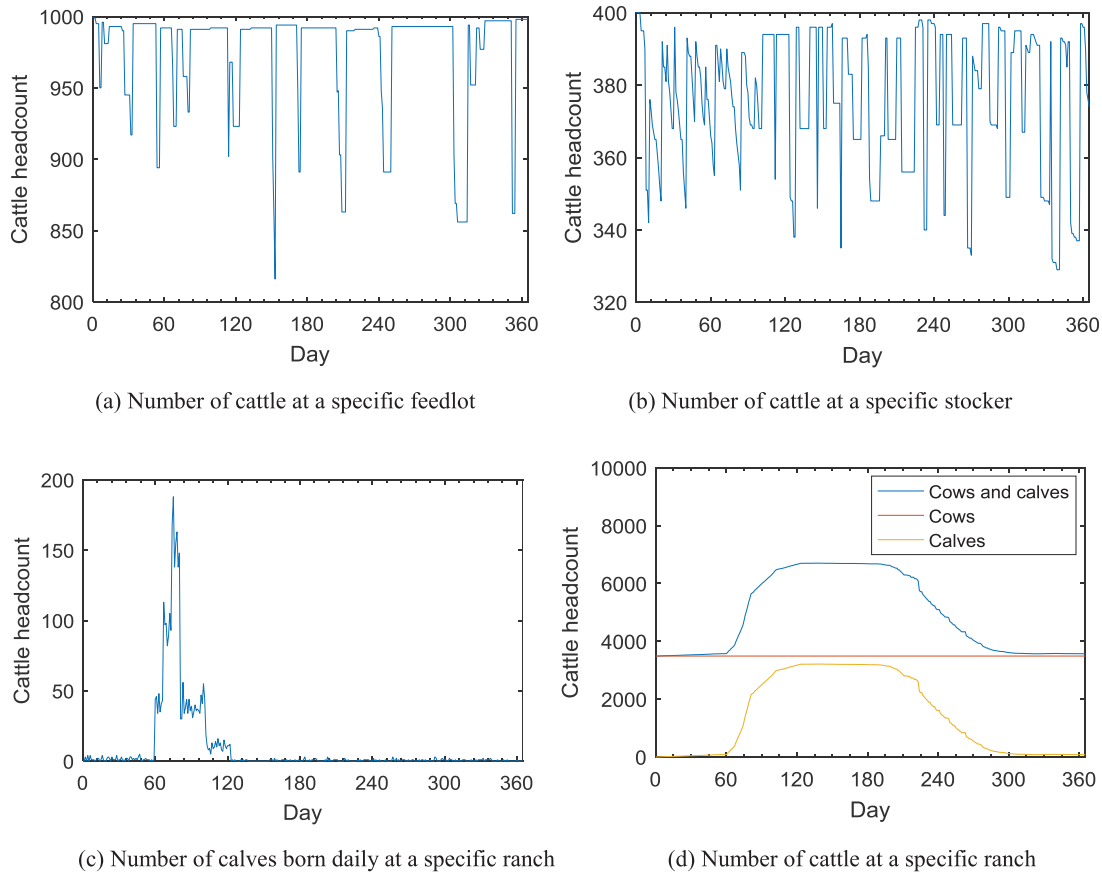 1000
950
900
850
800
Cattle headcount
0 60 120 180 240 300 360
Day
(a) Number of cattle at a specific feedlot
400
380
360
340
320
Cattle headcount
0 60 120 180 240 300 360
Day
(b) Number of cattle at a specific stocker
200
150
100
50
0
Cattle headcount
0 60 120 180 240 300 360
Day
(c) Number of calves born daily at a specific ranch
10000
8000
6000
4000
2000
0
Cattle headcount
Cows and calves
Cows
Calves
0 60 120 180 240 300 360
Day
(d) Number of cattle at a specific ranch